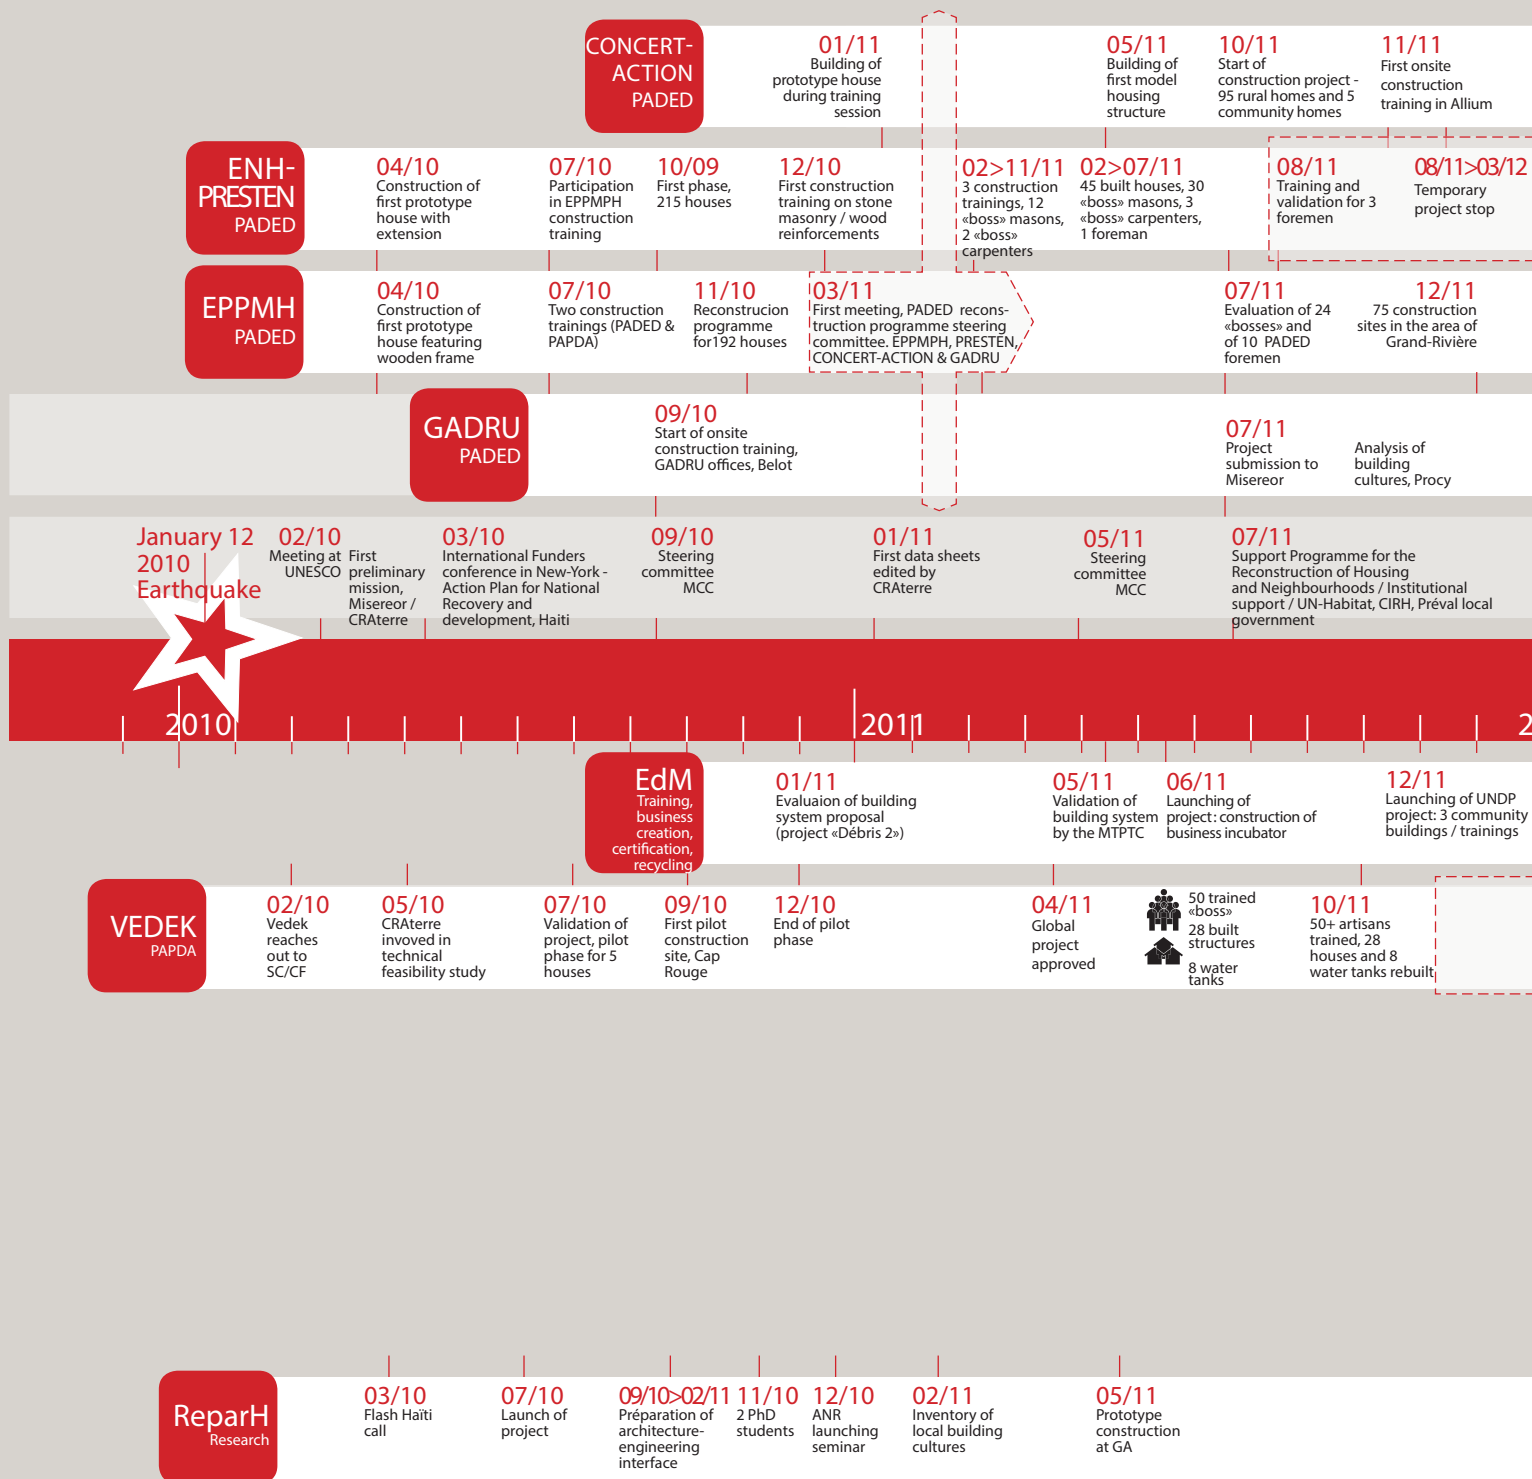 CONCERT-
ACTION
PADED
01/11
Building of
prototype house
during training
session
05/11
Building of
first model
housing
structure
10/11
Start of
construction project -
95 rural homes and 5
community homes
11/11
First onsite
construction
training in Allium
ENH-
PRESTEN
PADED
04/10
Construction of
first prototype
house with
extension
07/10
Participation
in EPPMPH
construction
training
10/09
First phase,
215 houses
12/10
First construction
training on stone
masonry / wood
reinforcements
02>11/11
3 construction
trainings, 12
«boss» masons,
2 «boss»
carpenters
02>07/11
45 built houses, 30
«boss» masons, 3
«boss» carpenters,
1 foreman
08/11
Training and
validation for 3
foremen
08/11>03/12
Temporary
project stop
EPPMH
PADED
04/10
Construction of
first prototype
house featuring
wooden frame
07/10
Two construction
trainings (PADED &
PAPDA)
11/10
Reconstrucion
programme
for192 houses
03/11
First meeting, PADED recons-
truction programme steering
committee. EPPMPH, PRESTEN,
CONCERT-ACTION & GADRU
07/11
Evaluation of 24
«bosses» and
of 10 PADED
foremen
12/11
75 construction
sites in the area of
Grand-Rivière
GADRU
PADED
09/10
Start of onsite
construction training,
GADRU offices, Belot
07/11
Project
submission to
Misereor
Analysis of
building
cultures, Procy
January 12
2010
Earthquake
02/10
Meeting at
UNESCO
First
preliminary
mission,
Misereor /
CRAterre
03/10
International Funders
conference in New-York -
Action Plan for National
Recovery and
development, Haiti
09/10
Steering
committee
MCC
01/11
First data sheets
edited by
CRAterre
05/11
Steering
committee
MCC
07/11
Support Programme for the
Reconstruction of Housing
and Neighbourhoods / Institutional
support / UN-Habitat, CIRH, Préval local
government
2010
2011
2
EdM
Training,
business
creation,
certification,
recycling
01/11
Evaluaion of building
system proposal
(project «Débris 2»)
05/11
Validation of
building system
by the MTPTC
06/11
Launching of
project: construction of
business incubator
12/11
Launching of UNDP
project: 3 community
buildings / trainings
VEDEK
PAPDA
02/10
Vedek
reaches
out to
SC/CF
05/10
CRAterre
invoved in
technical
feasibility study
07/10
Validation of
project, pilot
phase for 5
houses
09/10
First pilot
construction
site, Cap
Rouge
12/10
End of pilot
phase
04/11
Global
project
approved
50 trained
«boss»
28 built
structures
8 water
tanks
10/11
50+ artisans
trained, 28
houses and 8
water tanks rebuilt
ReparH
Research
03/10
Flash Haïti
call
07/10
Launch of
project
09/10>02/11
Préparation of
architecture-
engineering
interface
11/10
2 PhD
students
12/10
ANR
launching
seminar
02/11
Inventory of
local building
cultures
05/11
Prototype
construction
at GA